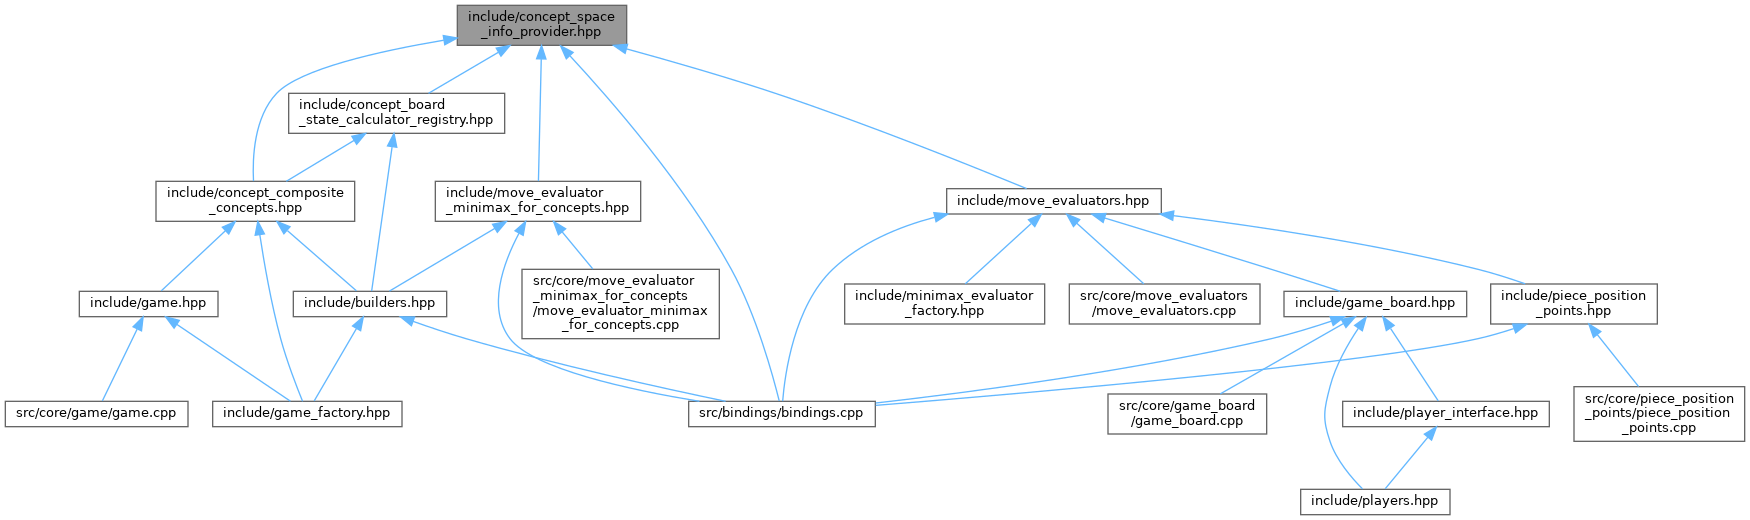 include/concept_space
_info_provider.hpp
include/concept_board
_state_calculator_registry.hpp
include/concept_composite
_concepts.hpp
include/move_evaluator
_minimax_for_concepts.hpp
include/move_evaluators.hpp
include/game.hpp
include/builders.hpp
src/core/move_evaluator
_minimax_for_concepts
/move_evaluator_minimax
_for_concepts.cpp
include/minimax_evaluator
_factory.hpp
src/core/move_evaluators
/move_evaluators.cpp
include/game_board.hpp
include/piece_position
_points.hpp
src/core/game/game.cpp
include/game_factory.hpp
src/bindings/bindings.cpp
src/core/game_board
/game_board.cpp
include/player_interface.hpp
src/core/piece_position
_points/piece_position
_points.cpp
include/players.hpp